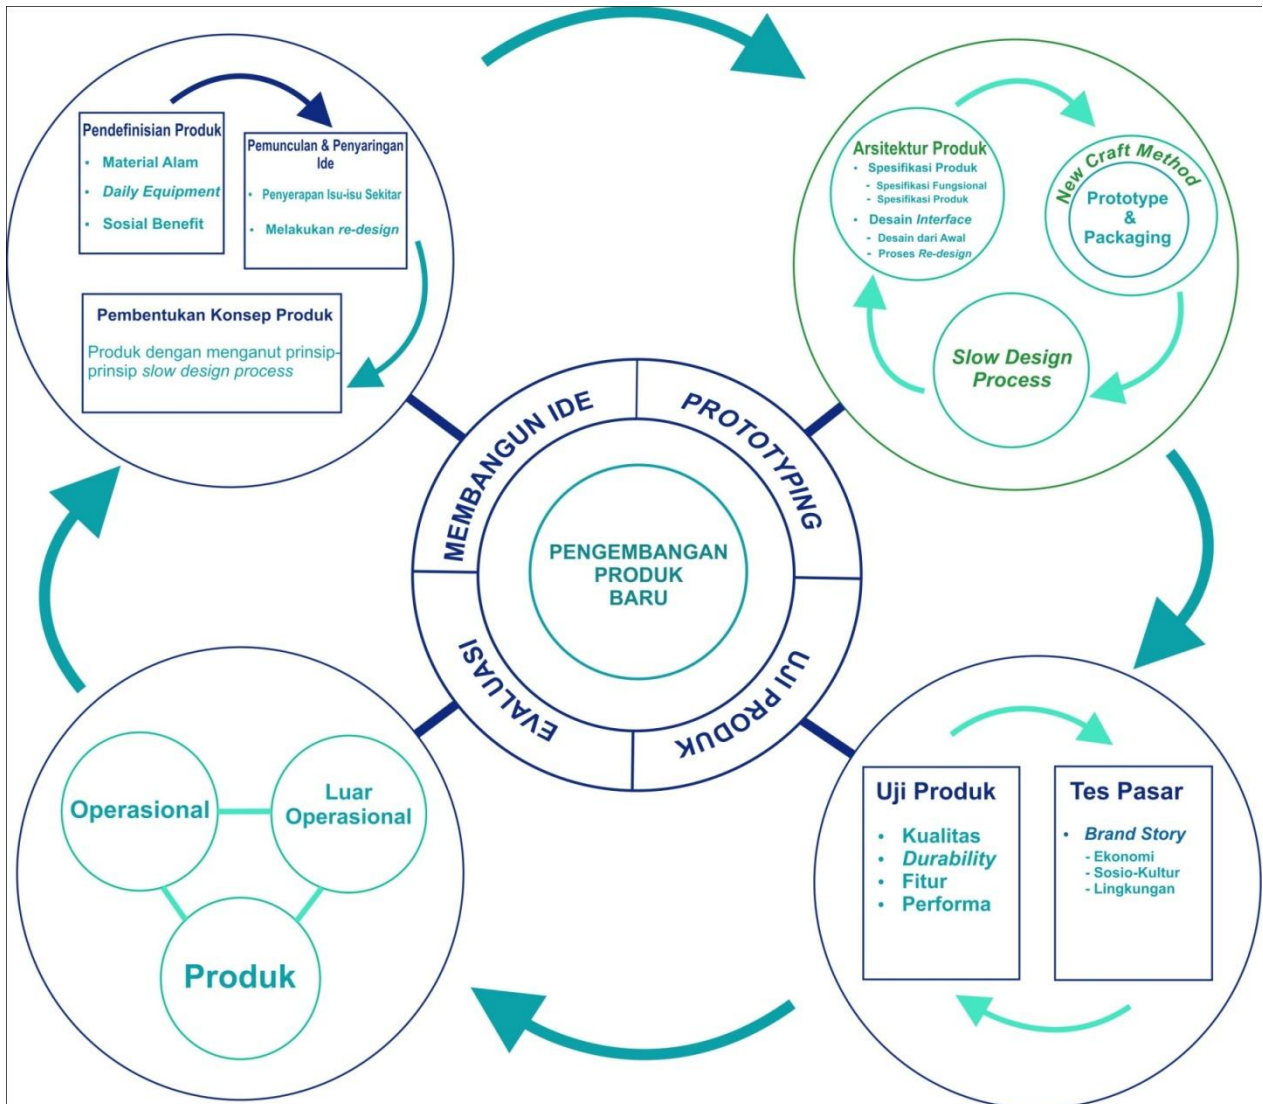 Pendefinisian Produk
• Material Alam
• Daily Equipment
• Sosial Benefit
Pemunculan & Penyaringan
Ide
• Penyerapan Isu-isu Sekitar
• Melakukan re-design
Pembentukan Konsep Produk
Produk dengan menganut prinsip-
prinsip slow design process
Arsitektur Produk
• Spesifikasi Produk
- Spesifikasi Fungsional
- Spesifikasi Produk
• Desain Interface
- Desain dari Awal
- Proses Re-design
New Craft Method
Prototype
&
Packaging
Slow Design
Process
MEMBANGUN IDE
PROTOTYPING
PENGEMBANGAN
PRODUK
BARU
EVALUASI
UJI PRODUK
Operasional
Luar
Operasional
Produk
Uji Produk
• Kualitas
• Durability
• Fitur
• Performa
Tes Pasar
• Brand Story
- Ekonomi
- Sosio-Kultur
- Lingkungan